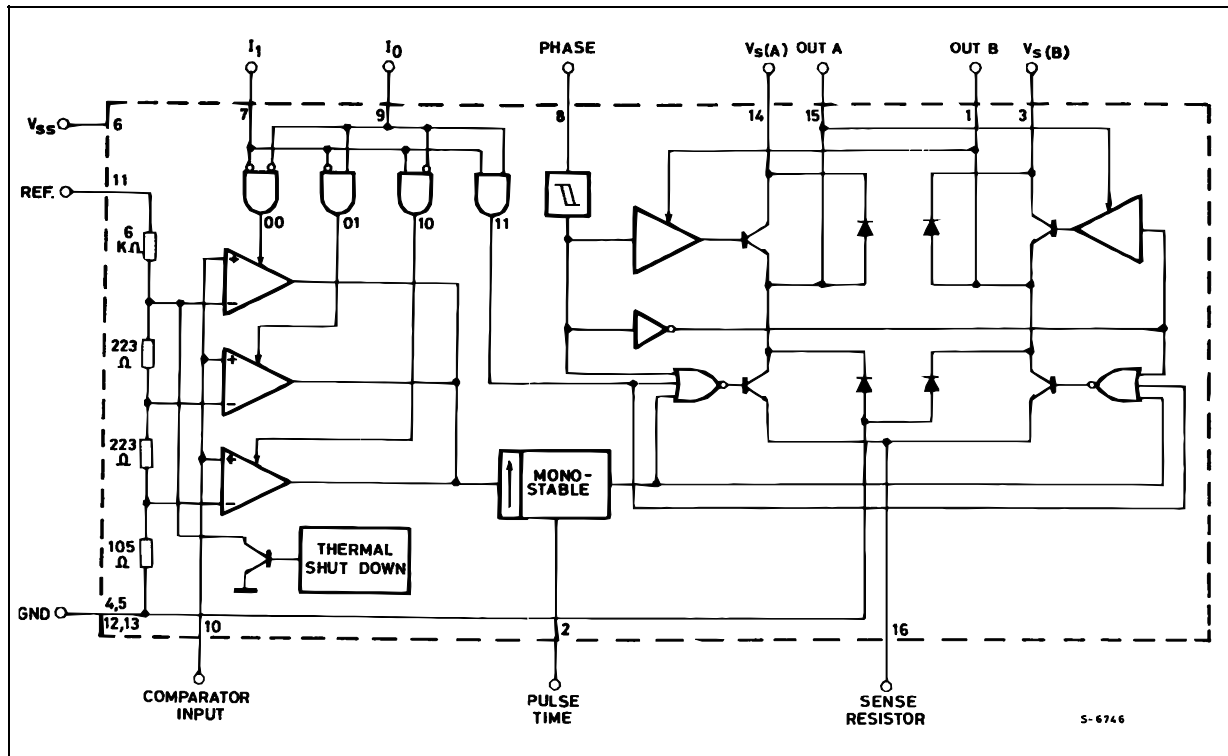 I1 I0 PHASE VS(A) OUT A OUT B VS(B)
VSS 6 7 9 8 14 15 1 3
REF. 11
00 01 10 11
6
KΩ
+
−
223
Ω
+
−
223
Ω
+
−
MONO-
STABLE
105
Ω
THERMAL
SHUT DOWN
GND 4,5
12,13 10 2 16
COMPARATOR
INPUT
PULSE
TIME
SENSE
RESISTOR
S-6746